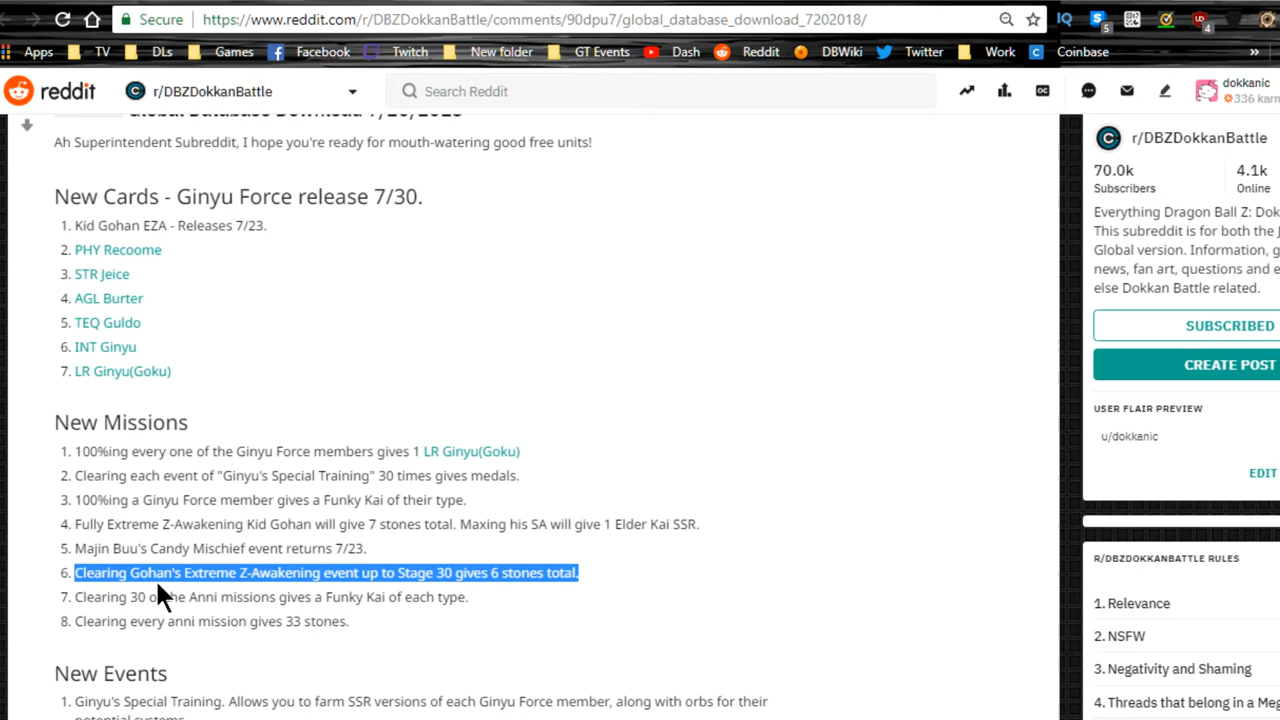 Secure https://www.reddit.com/r/DBZDokkanBattle/comments/90dpu7/global_database_download_7202018/
5
4
Apps TV DLs Games Facebook Twitch New folder GT Events Dash Reddit DBWiki Twitter Work Coinbase »
reddit r/DBZDokkanBattle Search Reddit dokkanic
336 karn
Global Database Download 7/20/2018
Ah Superintendent Subreddit, I hope you're ready for mouth-watering good free units!
New Cards - Ginyu Force release 7/30.
1. Kid Gohan EZA - Releases 7/23.
2. PHY Recoome
3. STR Jeice
4. AGL Burter
5. TEQ Guldo
6. INT Ginyu
7. LR Ginyu(Goku)
New Missions
1. 100%ing every one of the Ginyu Force members gives 1 LR Ginyu(Goku)
2. Clearing each event of "Ginyu's Special Training" 30 times gives medals.
3. 100%ing a Ginyu Force member gives a Funky Kai of their type.
4. Fully Extreme Z-Awakening Kid Gohan will give 7 stones total. Maxing his SA will give 1 Elder Kai SSR.
5. Majin Buu's Candy Mischief event returns 7/23.
6. Clearing Gohan's Extreme Z-Awakening event up to Stage 30 gives 6 stones total.
7. Clearing 30 of the Anni missions gives a Funky Kai of each type.
8. Clearing every anni mission gives 33 stones.
New Events
1. Ginyu's Special Training. Allows you to farm SSR versions of each Ginyu Force member, along with orbs for their
potential systems.
r/DBZDokkanBattle
70.0k 4.1k
Subscribers Online
Everything Dragon Ball Z: Dok
This subreddit is for both the J
Global version. Information, g
news, fan art, questions and e
else Dokkan Battle related.
SUBSCRIBED
CREATE POST
USER FLAIR PREVIEW
u/dokkanic
EDIT
R/DBZDOKKANBATTLE RULES
1. Relevance
2. NSFW
3. Negativity and Shaming
4. Threads that belong in a Meg